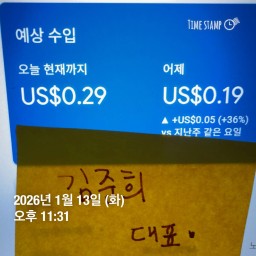 TIME STAMP
예상 수입
오늘 현재까지 어제
US$0.29 US$0.19
▲ +US$0.05 (+36%)
vs 지난주 같은 요일
김주희
대표.
2026년 1월 13일 (화)
오후 11:31